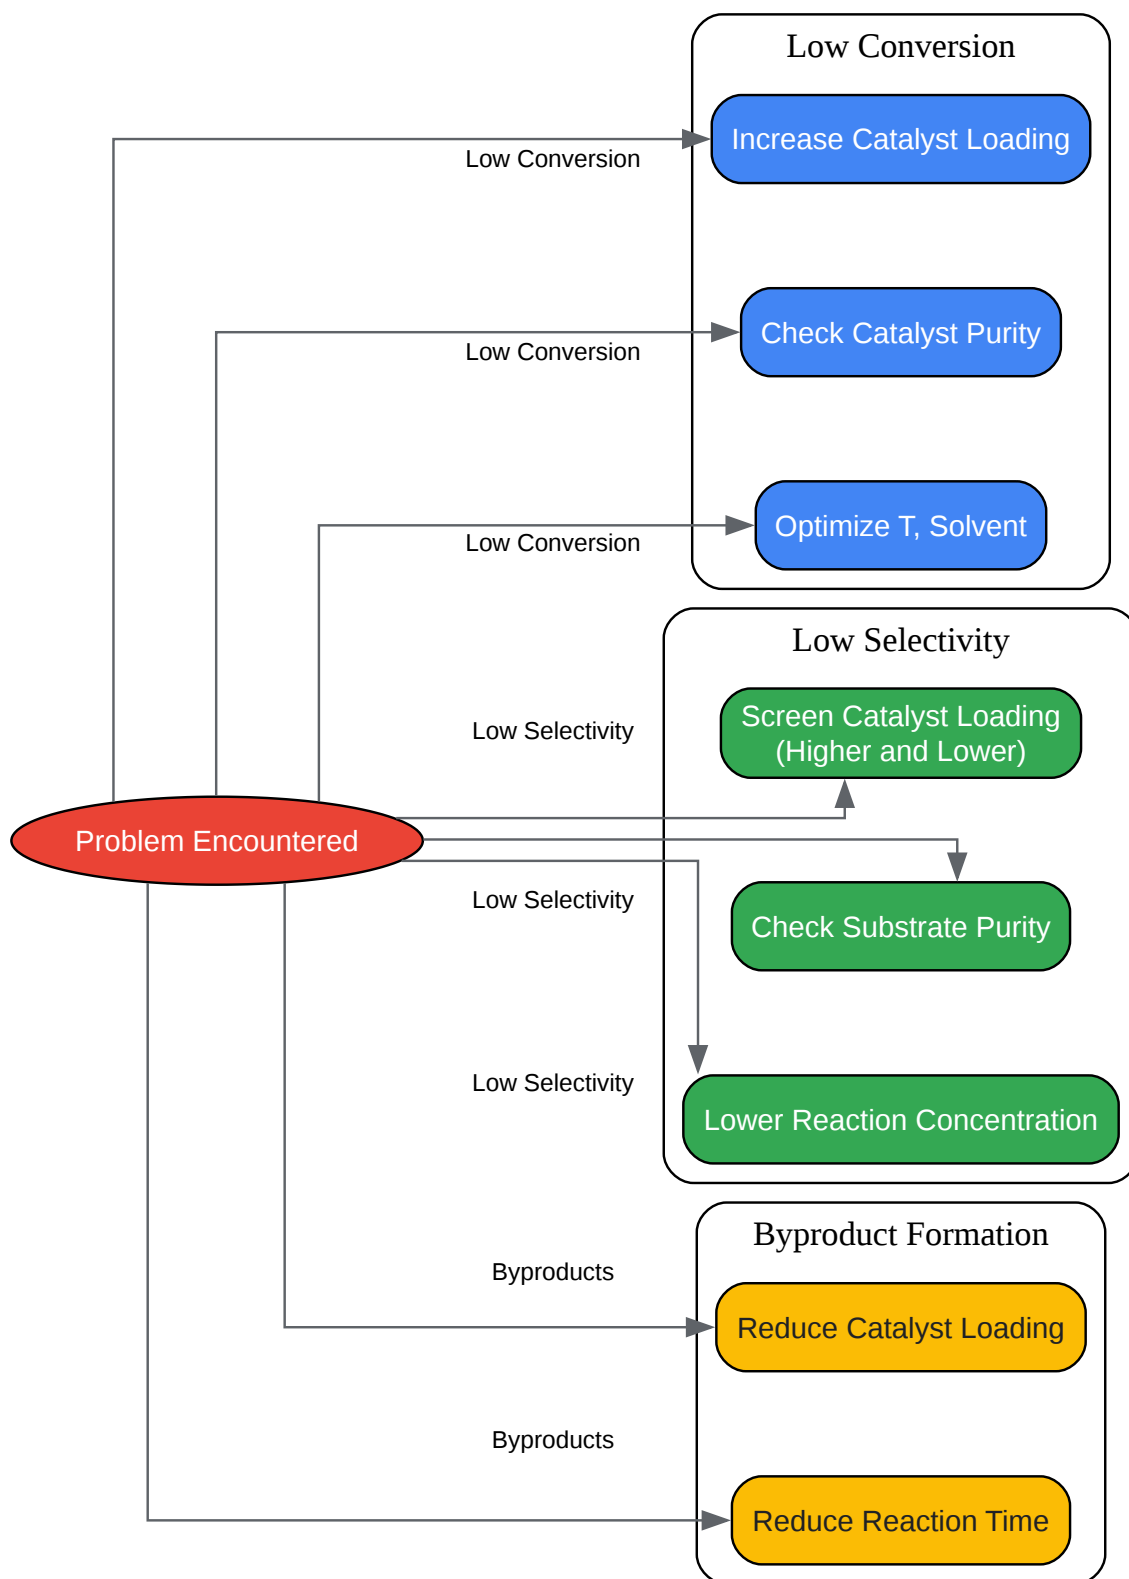 Low Conversion
Increase Catalyst Loading
Low Conversion
Check Catalyst Purity
Low Conversion
Optimize T, Solvent
Low Conversion
Low Selectivity
Screen Catalyst Loading
(Higher and Lower)
Low Selectivity
Problem Encountered
Low Selectivity
Check Substrate Purity
Low Selectivity
Lower Reaction Concentration
Byproduct Formation
Byproducts
Reduce Catalyst Loading
Byproducts
Reduce Reaction Time